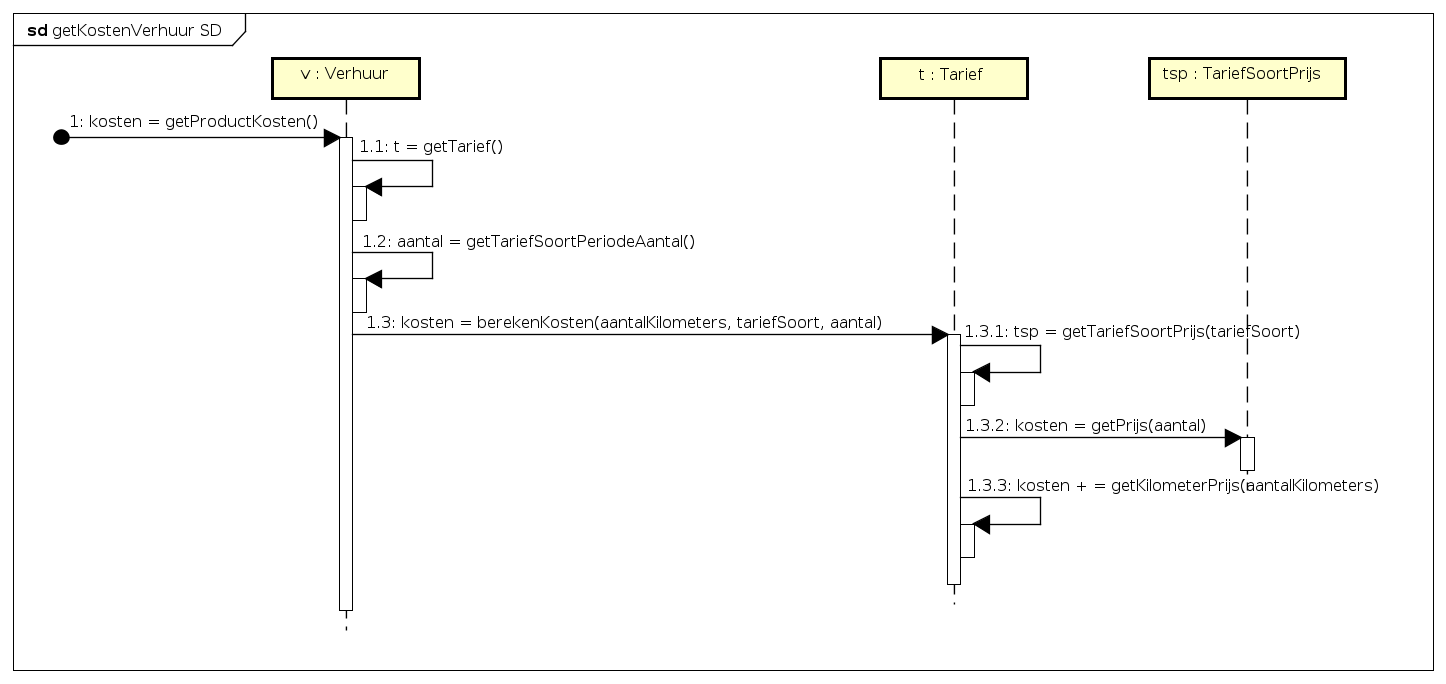 sd getKostenVerhuur SD
v : Verhuur
t : Tarief
tsp : TariefSoortPrijs
1: kosten = getProductKosten()
1.1: t = getTarief()
1.2: aantal = getTariefSoortPeriodeAantal()
1.3: kosten = berekenKosten(aantalKilometers, tariefSoort, aantal)
1.3.1: tsp = getTariefSoortPrijs(tariefSoort)
1.3.2: kosten = getPrijs(aantal)
1.3.3: kosten + = getKilometerPrijs(aantalKilometers)